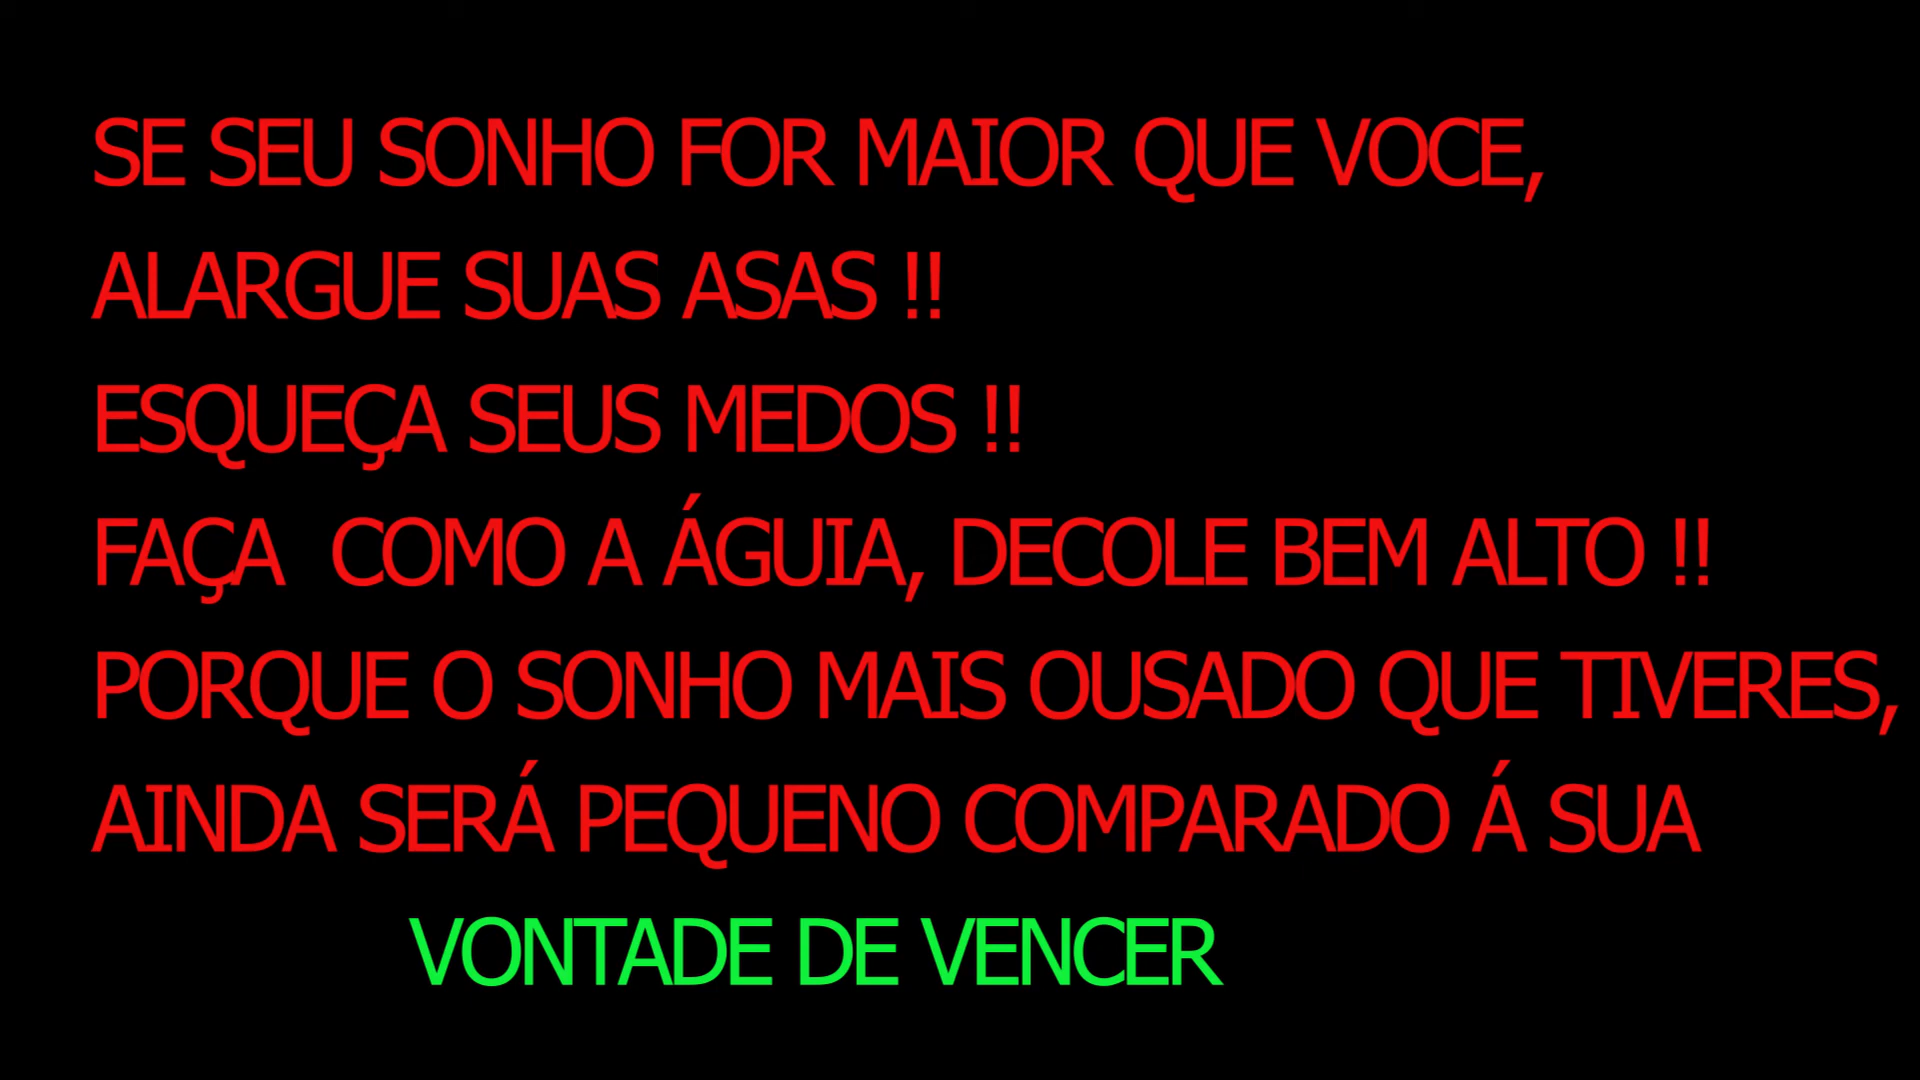 SE SEU SONHO FOR MAIOR QUE VOCE,
ALARGUE SUAS ASAS !!
ESQUEÇA SEUS MEDOS !!
FAÇA  COMO A ÁGUIA, DECOLE BEM ALTO !!
PORQUE O SONHO MAIS OUSADO QUE TIVERES,
AINDA SERÁ PEQUENO COMPARADO Á SUA
VONTADE DE VENCER